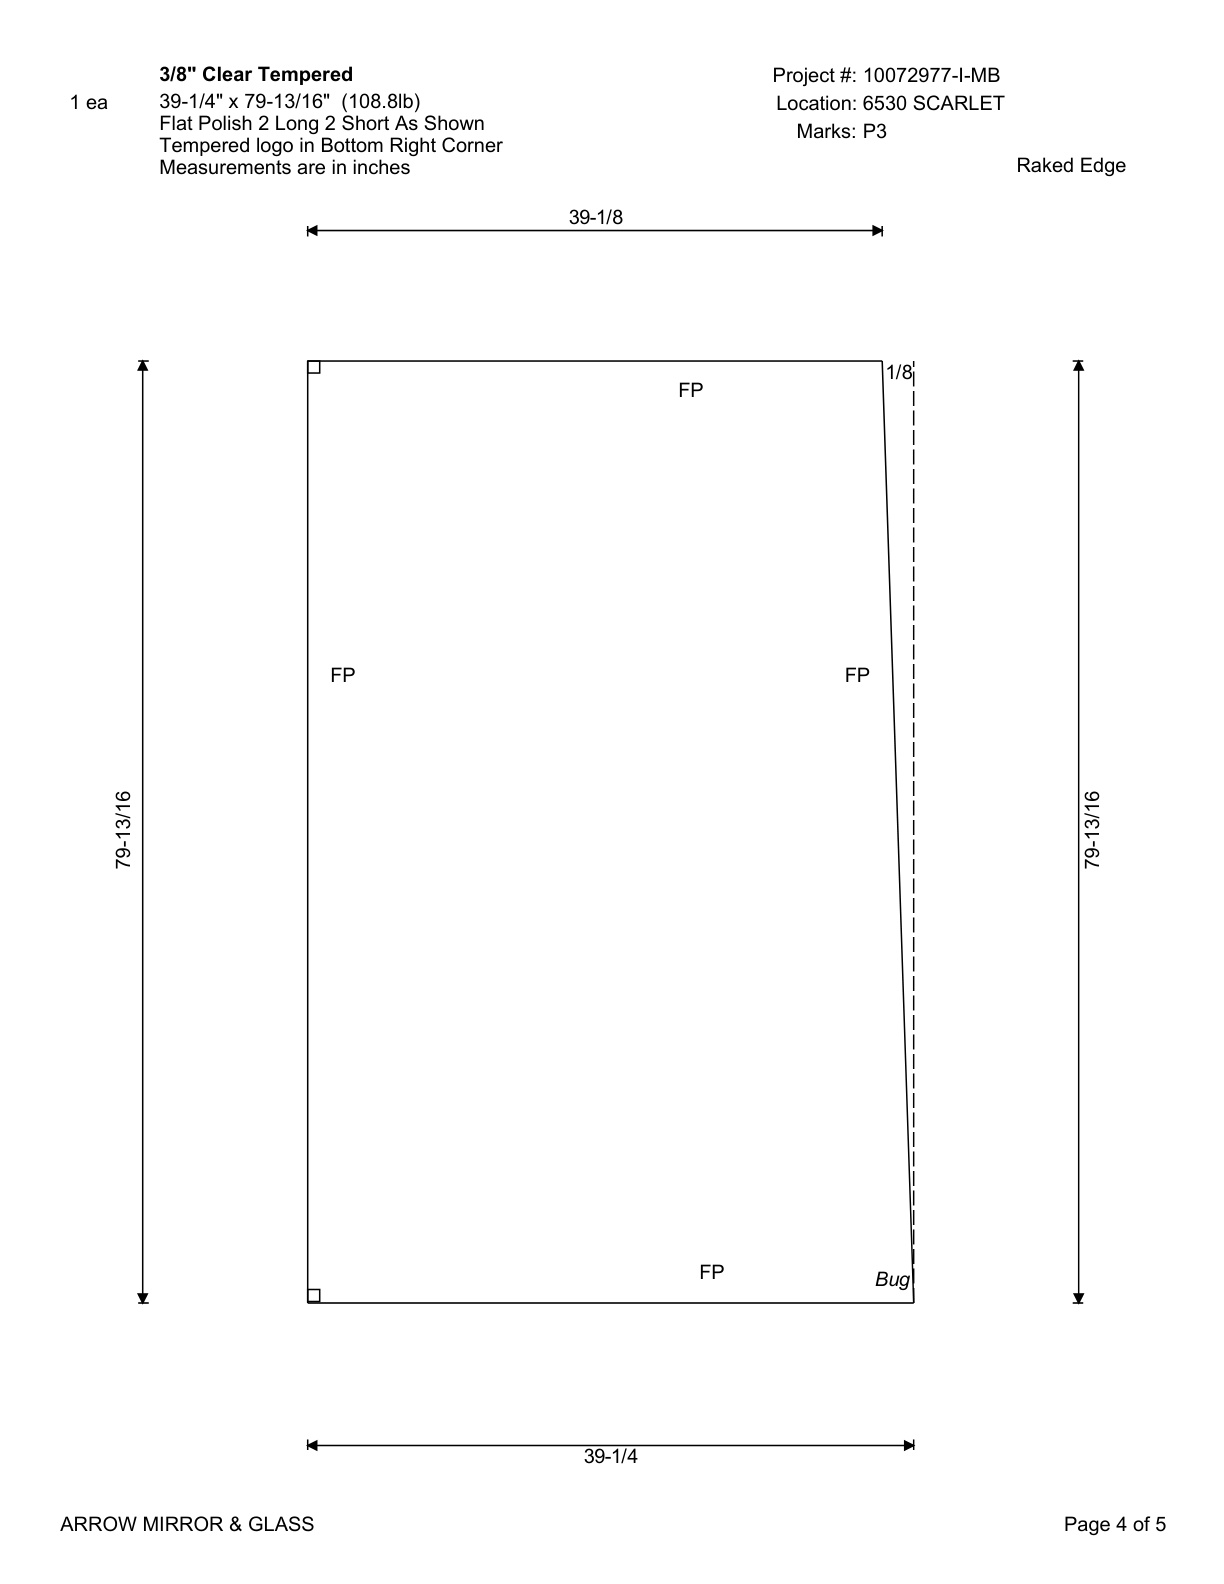 3/8" Clear Tempered
1 ea
39-1/4" x 79-13/16"  (108.8lb)
Flat Polish 2 Long 2 Short As Shown
Tempered logo in Bottom Right Corner
Measurements are in inches
Project #: 10072977-I-MB
Location: 6530 SCARLET
Marks: P3
Raked Edge
39-1/8
1/8
FP
FP
FP
79-13/16
79-13/16
FP
Bug
39-1/4
ARROW MIRROR & GLASS
Page 4 of 5